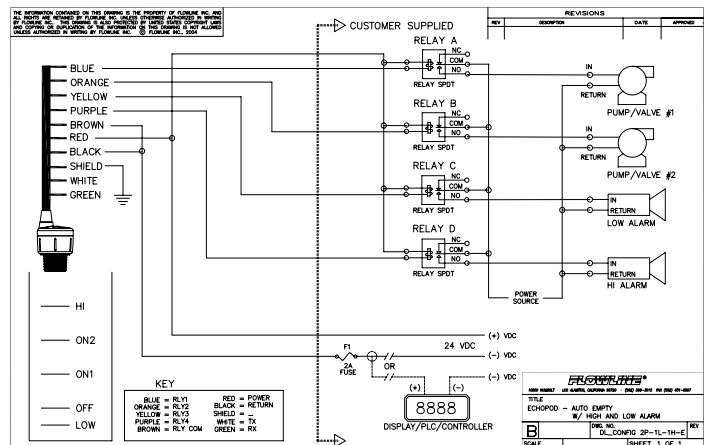 THE INFORMATION CONTAINED ON THIS DRAWING IS THE PROPERTY OF FLOWLINE INC. AND
ALL RIGHTS ARE RETAINED BY FLOWLINE INC. UNLESS OTHERWISE AUTHORIZED IN WRITING
BY FLOWLINE INC. THIS DRAWING IS ALSO PROTECTED BY UNITED STATES COPYRIGHT LAWS
AND COPYING OR DUPLICATION OF THE INFORMATION ON THIS DRAWING IS NOT ALLOWED
UNLESS AUTHORIZED IN WRITING BY FLOWLINE INC. © FLOWLINE INC., 2004
CUSTOMER SUPPLIED
REVISIONS
REV DESCRIPTION DATE APPROVED
BLUE
ORANGE
YELLOW
PURPLE
BROWN
RED
BLACK
SHIELD
WHITE
GREEN
RELAY A
NC
COM
NO
RELAY SPDT
RELAY B
NC
COM
NO
RELAY SPDT
RELAY C
NC
COM
NO
RELAY SPDT
RELAY D
NC
COM
NO
RELAY SPDT
IN
RETURN
PUMP/VALVE #1
IN
RETURN
PUMP/VALVE #2
IN
RETURN
LOW ALARM
IN
RETURN
HI ALARM
POWER
SOURCE
HI
ON2
ON1
OFF
LOW
(+) VDC
24 VDC
(-) VDC
(-) VDC
F1
2A
FUSE
OR
(+) (-)
8888
DISPLAY/PLC/CONTROLLER
KEY
BLUE = RLY1
ORANGE = RLY2
YELLOW = RLY3
PURPLE = RLY4
BROWN = RLY COM
RED = POWER
BLACK = RETURN
SHIELD = _
WHITE = TX
GREEN = RX
FLOWLINE
TITLE
ECHOPOD - AUTO EMPTY
W/ HIGH AND LOW ALARM
B
DWG. NO.
DL_CONFIG 2P-1L-1H-E
REV
SCALE
SHEET 1 OF 1